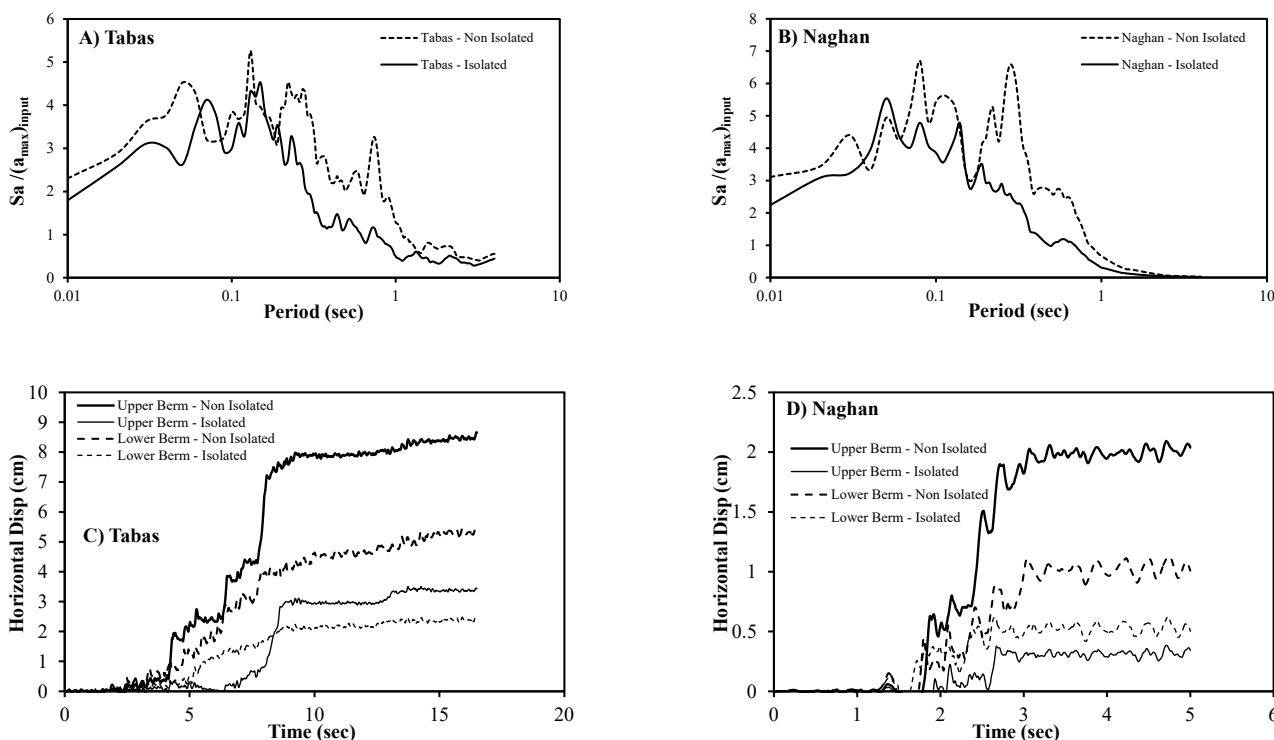 A) Tabas
Tabas - Non Isolated
Tabas - Isolated
Sa /(a_max)_input
6
5
4
3
2
1
0
0.01
0.1
1
10
Period (sec)
B) Naghan
Naghan - Non Isolated
Naghan - Isolated
Sa /(a_max)_input
8
7
6
5
4
3
2
1
0
0.01
0.1
1
10
Period (sec)
C) Tabas
Upper Berm - Non Isolated
Upper Berm - Isolated
Lower Berm - Non Isolated
Lower Berm - Isolated
Horizontal Disp (cm)
10
9
8
7
6
5
4
3
2
1
0
0
5
10
15
20
Time (sec)
D) Naghan
Upper Berm - Non Isolated
Upper Berm - Isolated
Lower Berm - Non Isolated
Lower Berm - Isolated
Horizontal Disp (cm)
2.5
2
1.5
1
0.5
0
0
1
2
3
4
5
6
Time (sec)